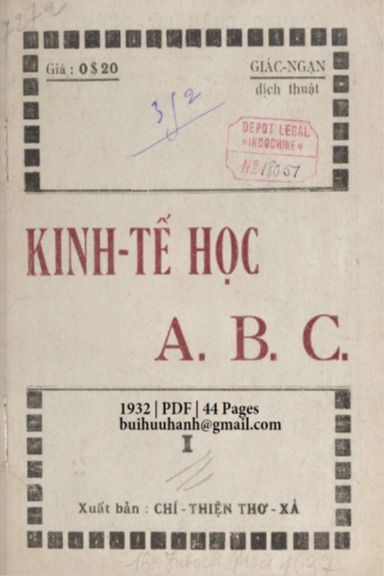 Giá : 0$20
GIÁC-NGẠN
dịch thuật
3/2
DEPOT LEGAL
INDOCHINE
Nº 18051
KINH-TẾ HỌC
A. B. C.
1932 | PDF | 44 Pages
buihuuhanh@gmail.com
I
Xuất bản : CHÍ - THIỆN THƠ - XÃ